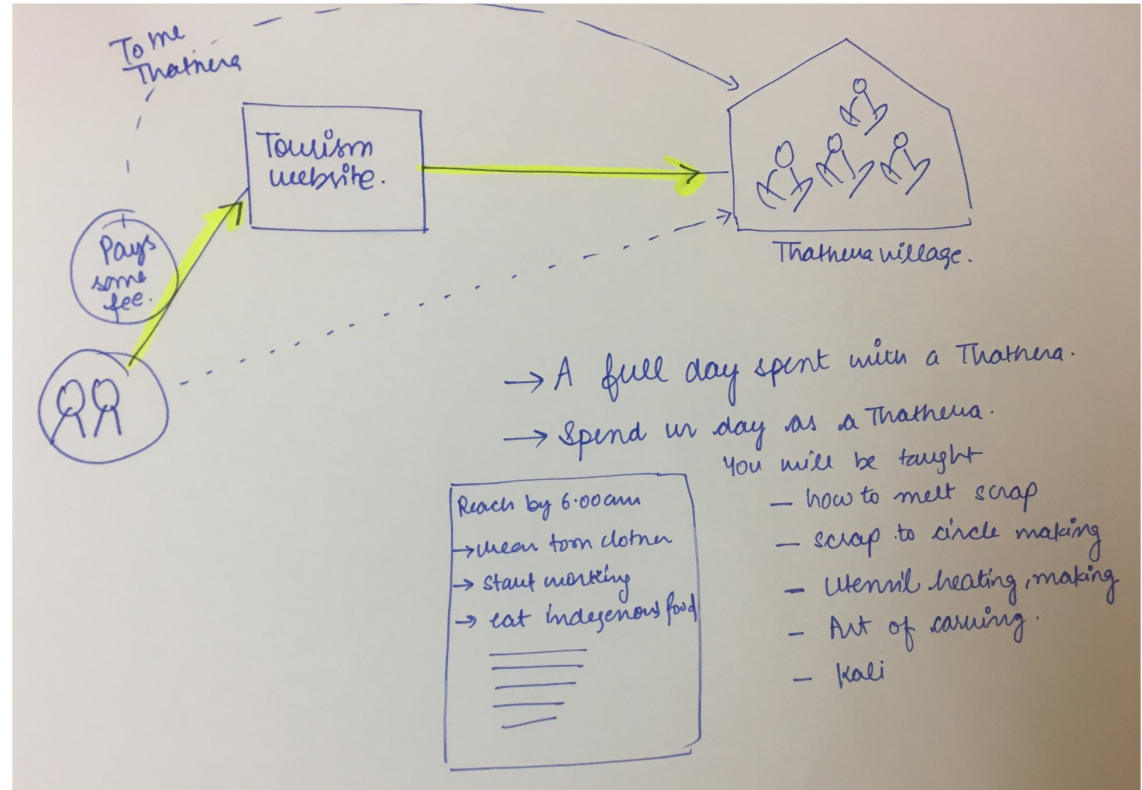 To me
Thathera
Tourism
website.
Pays
some
fee.
Thathera village.
→ A full day spent with a Thathera.
→ Spend ur day as a Thathera.
You will be taught
- how to melt scrap
- scrap to circle making
- Utensil heating, making
- Art of carving.
- Kali
Reach by 6.00am
→ wear torn clothes
→ start working
→ eat indegenous food